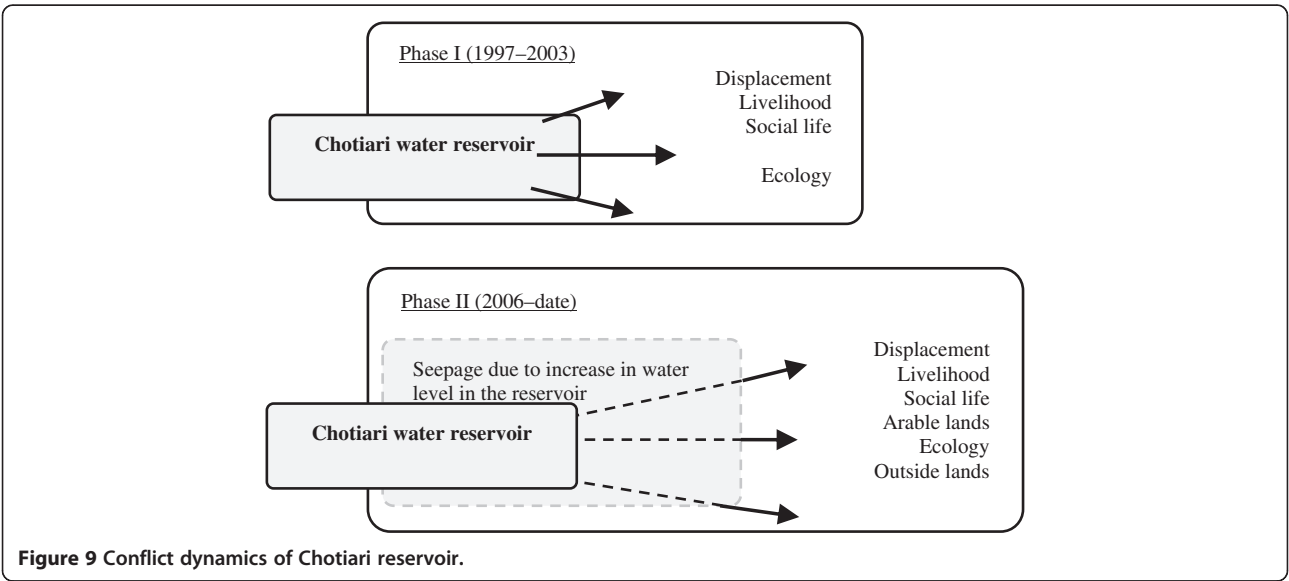 Phase I (1997–2003)
Displacement
Livelihood
Social life
Chotiari water reservoir
Ecology
Phase II (2006–date)
Seepage due to increase in water
level in the reservoir
Displacement
Livelihood
Social life
Arable lands
Ecology
Outside lands
Chotiari water reservoir
Figure 9 Conflict dynamics of Chotiari reservoir.